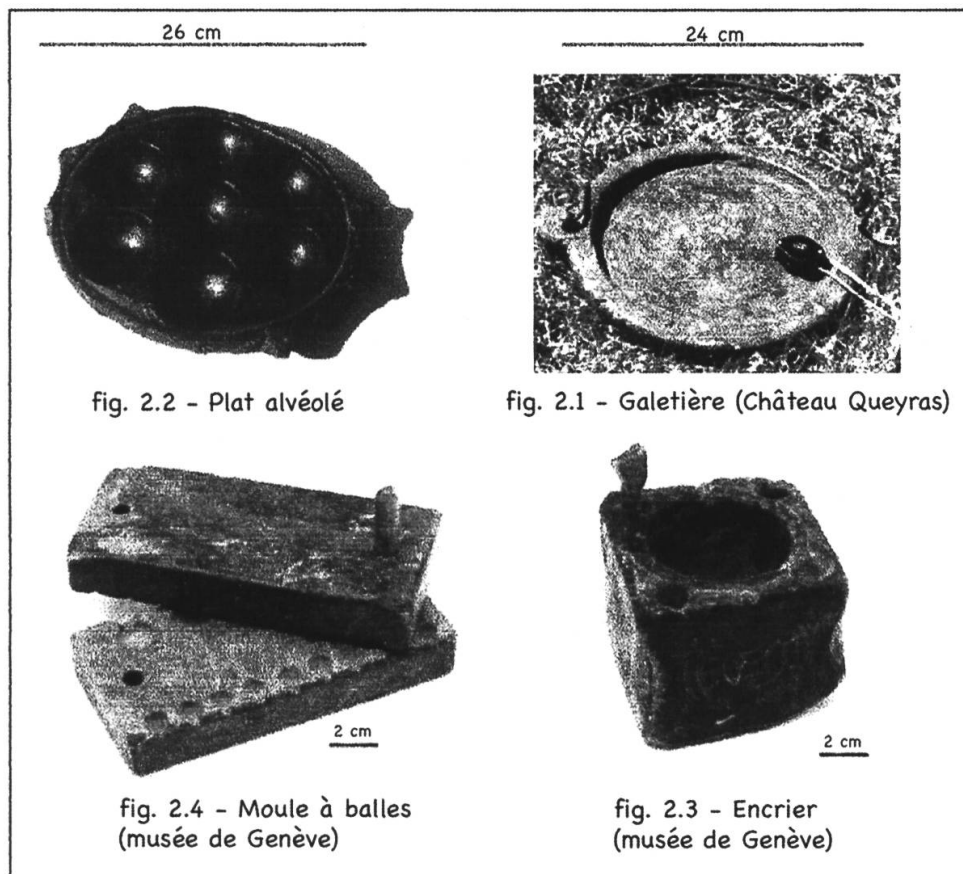 26 cm
24 cm
fig. 2.2 - Plat alvéolé
fig. 2.1 - Galetière (Château Queyras)
2 cm
2 cm
fig. 2.4 - Moule à balles
(musée de Genève)
fig. 2.3 - Encrier
(musée de Genève)